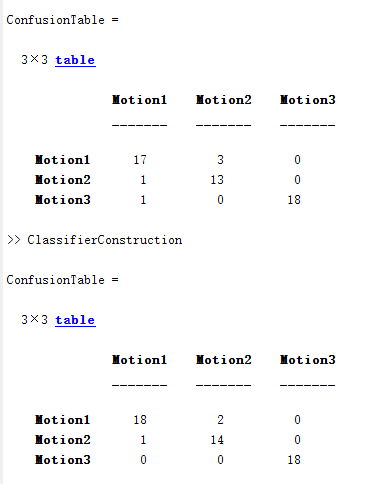 ConfusionTable =
3×3 table
Motion1 Motion2 Motion3
_______ _______ _______
Motion1 17 3 0
Motion2 1 13 0
Motion3 1 0 18
>> ClassifierConstruction
ConfusionTable =
3×3 table
Motion1 Motion2 Motion3
_______ _______ _______
Motion1 18 2 0
Motion2 1 14 0
Motion3 0 0 18